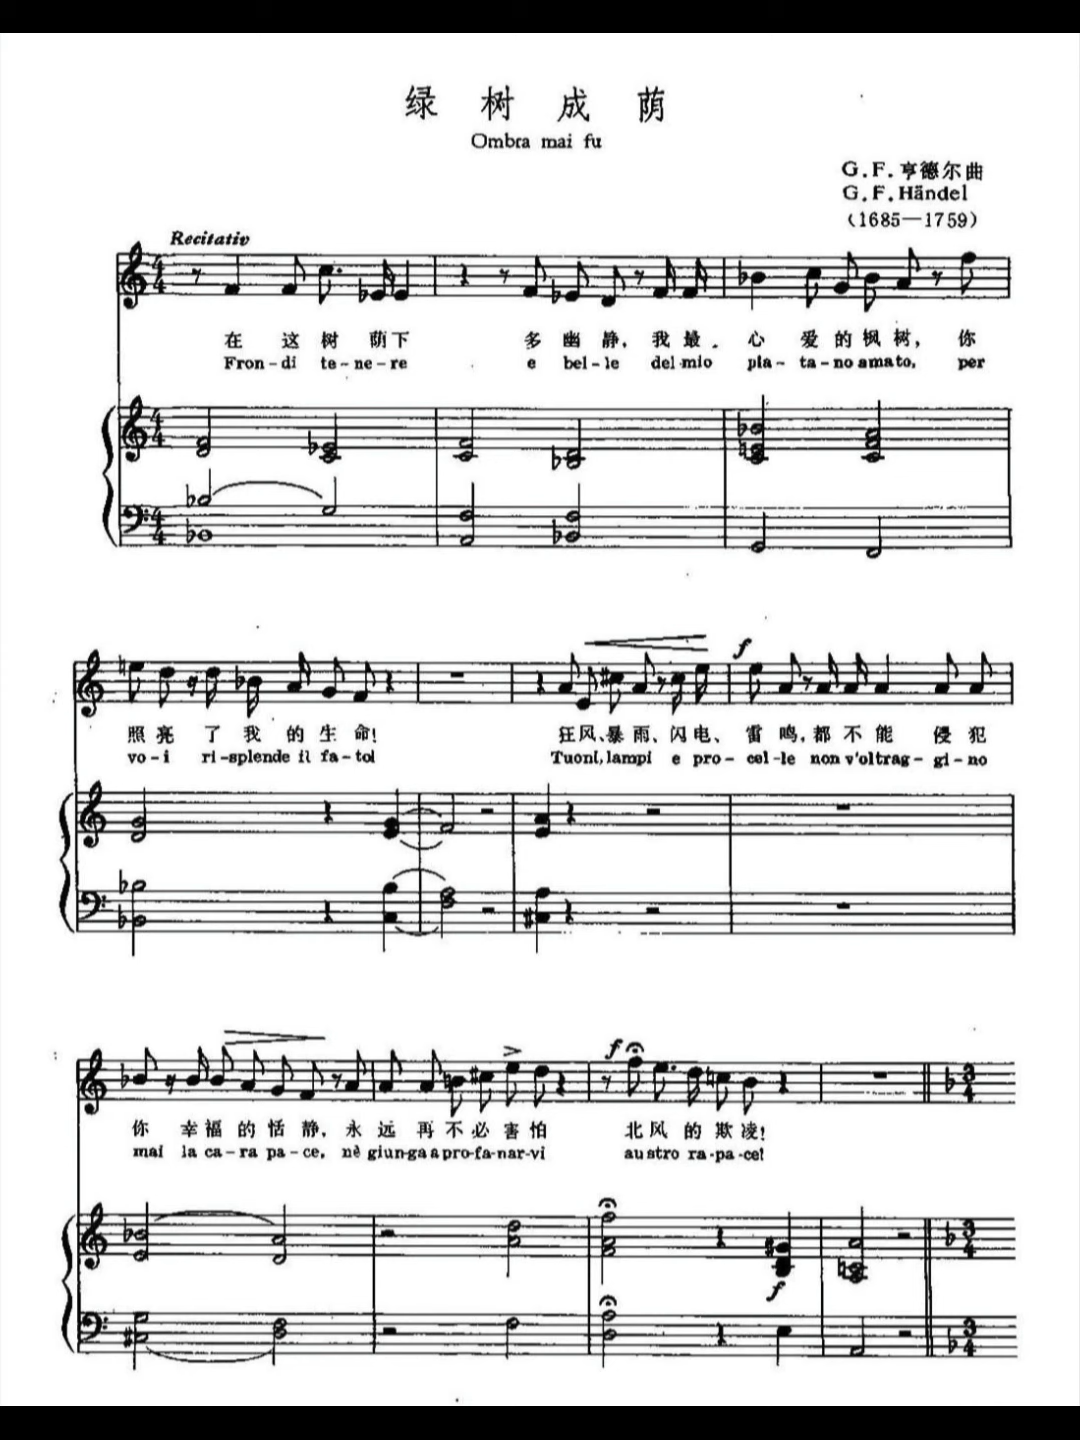 绿树成荫
Ombra mai fu
G.F.亨德尔曲
G.F.Händel
(1685—1759)
Recitativ
在 这 树 荫下 多 幽 静,我 最 心 爱 的 枫 树, 你
Fron-di te-ne-re e bel-le del mio pla-ta-no amato, per
照 亮 了 我 的 生 命!狂风、暴 雨、闪 电、雷 鸣,都 不 能 侵 犯
vo-i ri-splende il fa-toi Tuoni, lampi e pro-cel-le non v'oltrag-gi-no
f
你 幸 福 的 恬 静, 永 远 再 不 必 害 怕 北 风 的 欺 凌!
mai la ca-ra pa-ce, nè giun-ga a pro-fa-nar-vi austro ra-pa-ce!
f
f